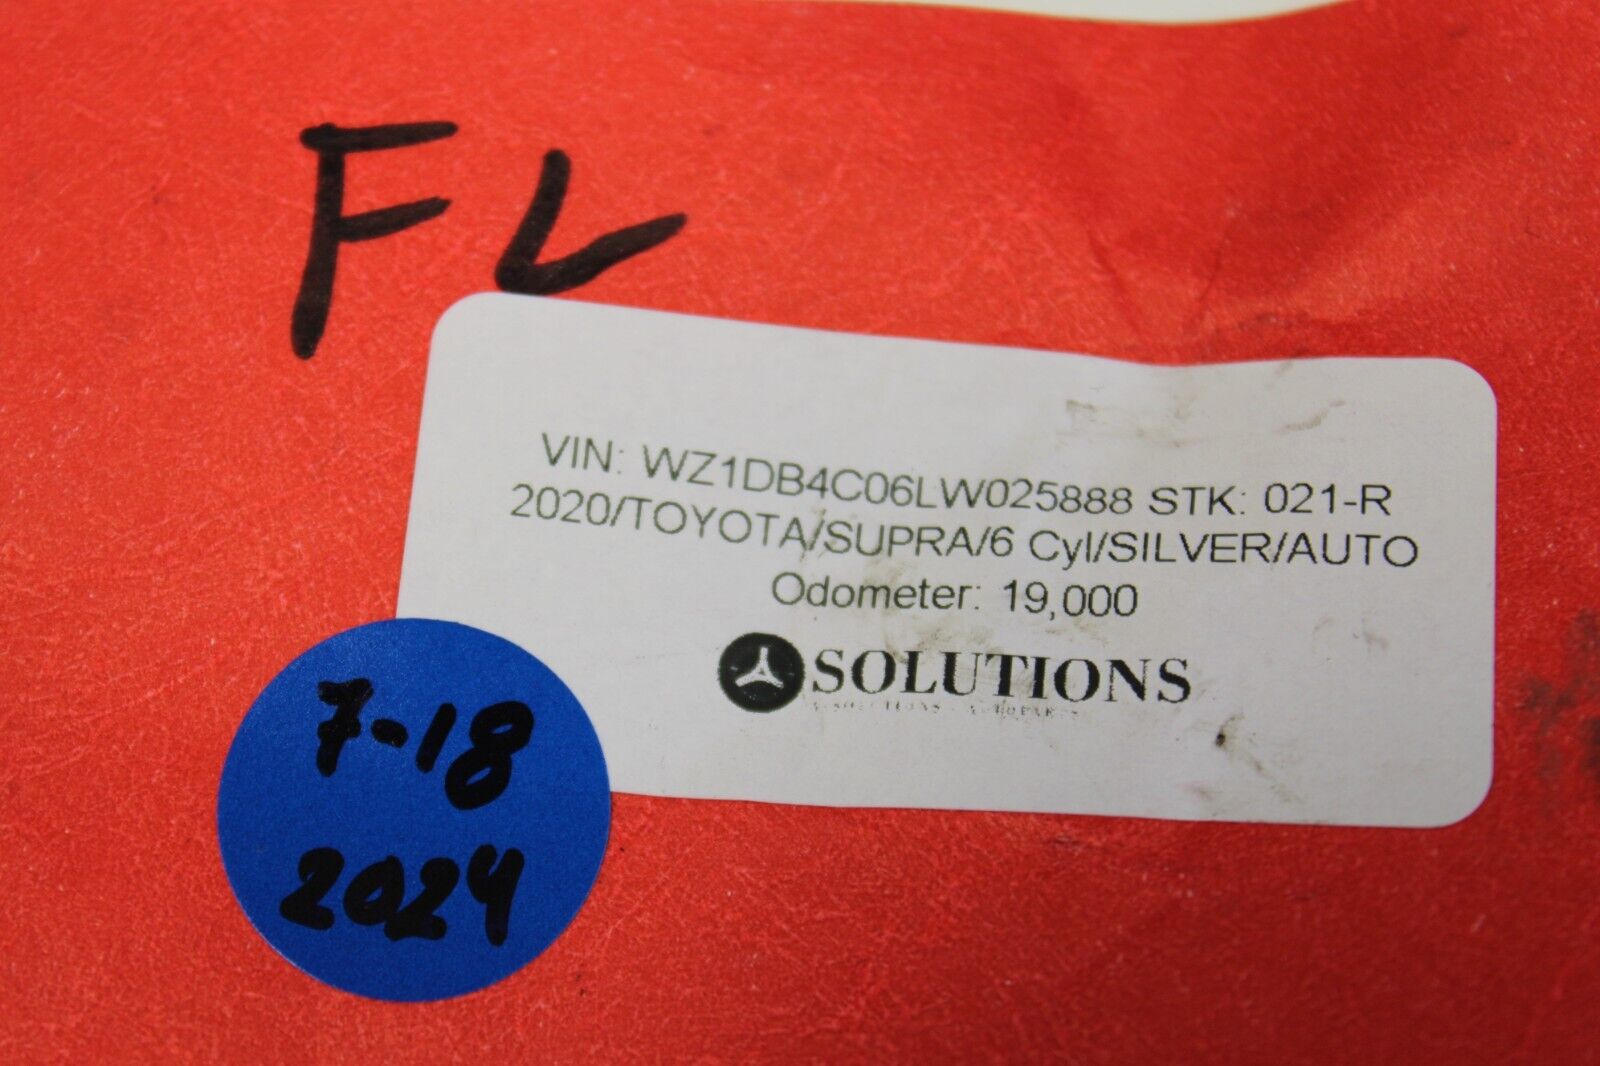 FL
VIN: WZ1DB4C06LW025888 STK: 021-R
2020/TOYOTA/SUPRA/6 Cyl/SILVER/AUTO
Odometer: 19,000
SOLUTIONS
7-18
2024